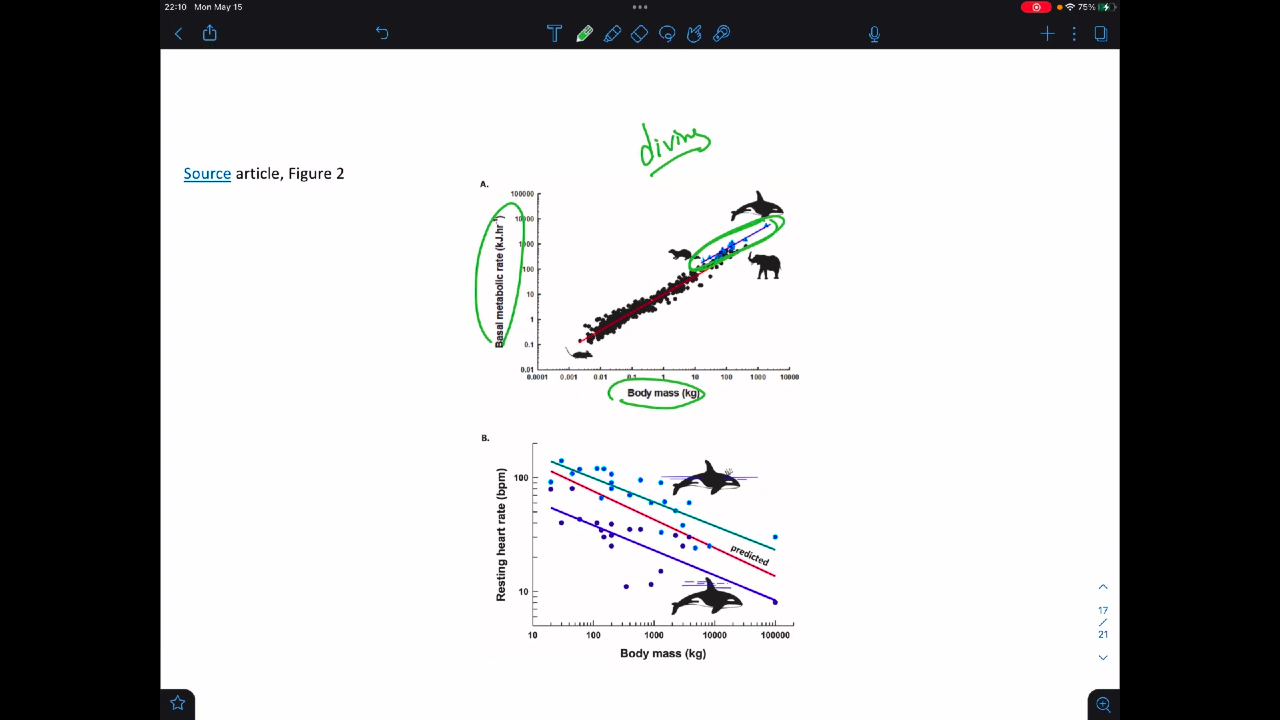 22:10 Mon May 15
75%
diving
Source article, Figure 2
A.
Basal metabolic rate (kJ.hr⁻¹)
100000
10000
1000
100
10
1
0.1
0.01
0.0001 0.001 0.01 0.1 1 10 100 1000 10000
Body mass (kg)
B.
Resting heart rate (bpm)
100
10
predicted
10 100 1000 10000 100000
Body mass (kg)
17
/
21